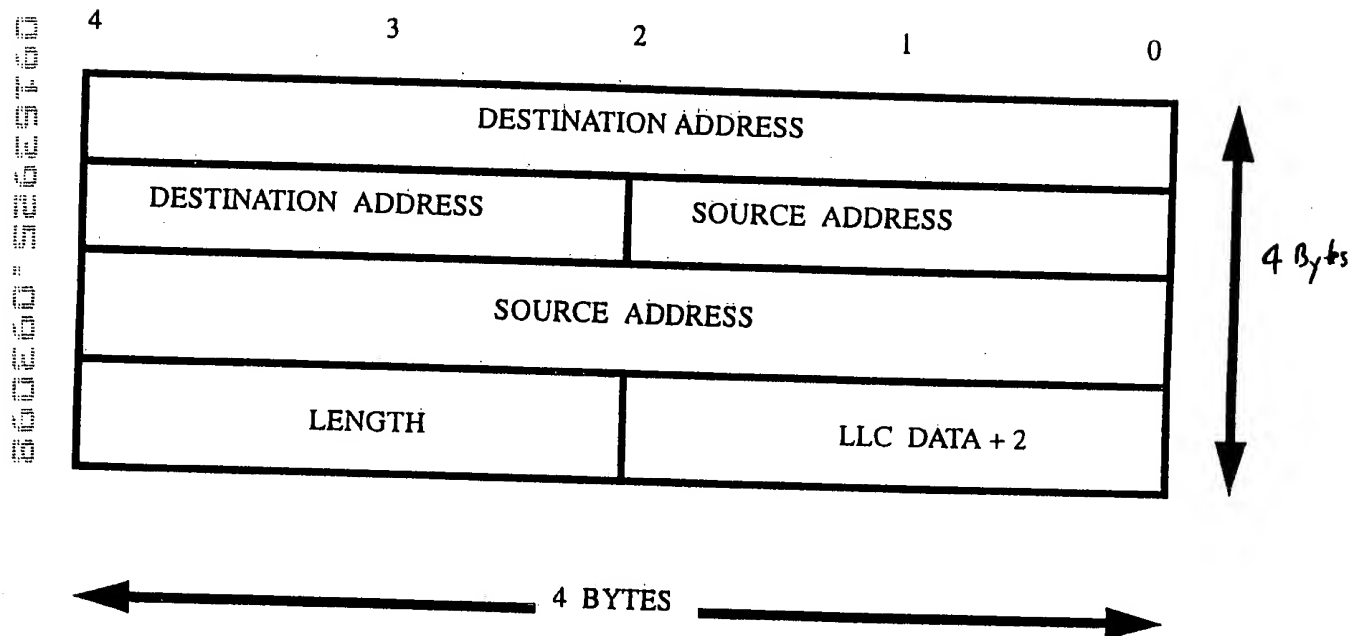 4 3 2 1 0
DESTINATION ADDRESS
DESTINATION ADDRESS SOURCE ADDRESS
4 Bytes
SOURCE ADDRESS
LENGTH LLC DATA + 2
4 BYTES